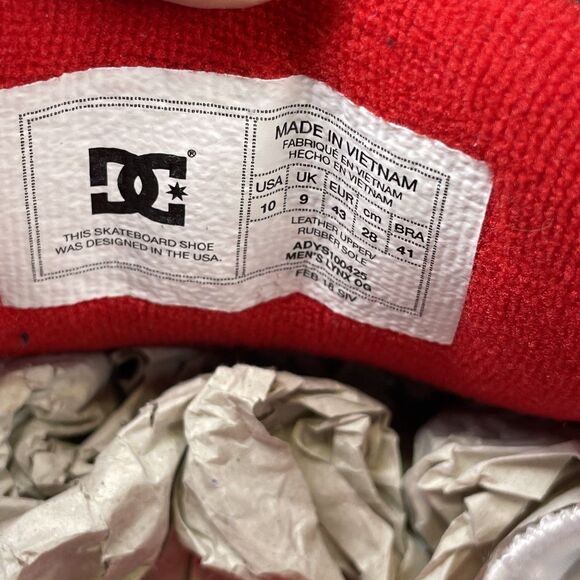 DC®
THIS SKATEBOARD SHOE
WAS DESIGNED IN THE USA.
MADE IN VIETNAM
FABRIQUÉ EN VIETNAM
HECHO EN VIETNAM
USA UK EUR cm BRA
10 9 43 28 41
LEATHER UPPER/
RUBBER SOLE
ADYS100425
MEN'S LYNX OG
FEB 18 SIV